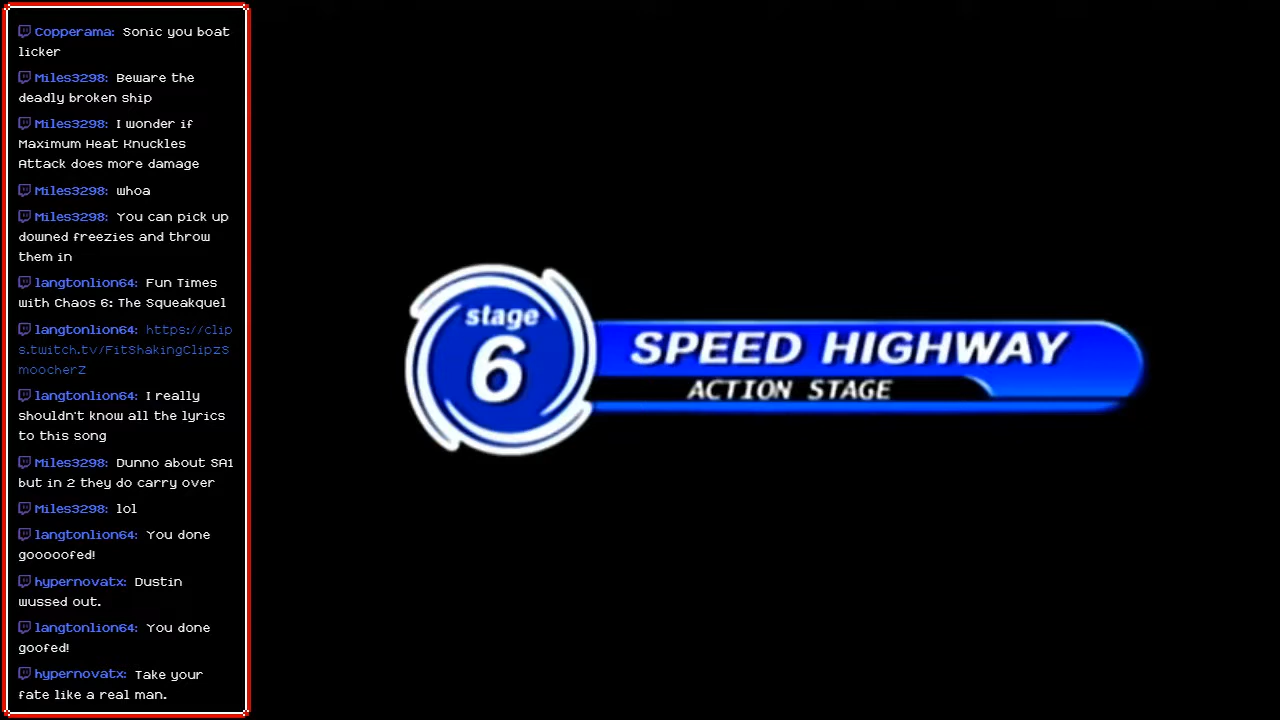 Copperama: Sonic you boat
licker
Miles3298: Beware the
deadly broken ship
Miles3298: I wonder if
Maximum Heat Knuckles
Attack does more damage
Miles3298: whoa
Miles3298: You can pick up
downed freezies and throw
them in
langtonlion64: Fun Times
with Chaos 6: The Squeakquel
langtonlion64: https://clip
s.twitch.tv/FitShakingClipzS
moocherZ
langtonlion64: I really
shouldn't know all the lyrics
to this song
Miles3298: Dunno about SA1
but in 2 they do carry over
Miles3298: lol
langtonlion64: You done
gooooofed!
hypernovatx: Dustin
wussed out.
langtonlion64: You done
goofed!
hypernovatx: Take your
fate like a real man.
stage
6
SPEED HIGHWAY
ACTION STAGE